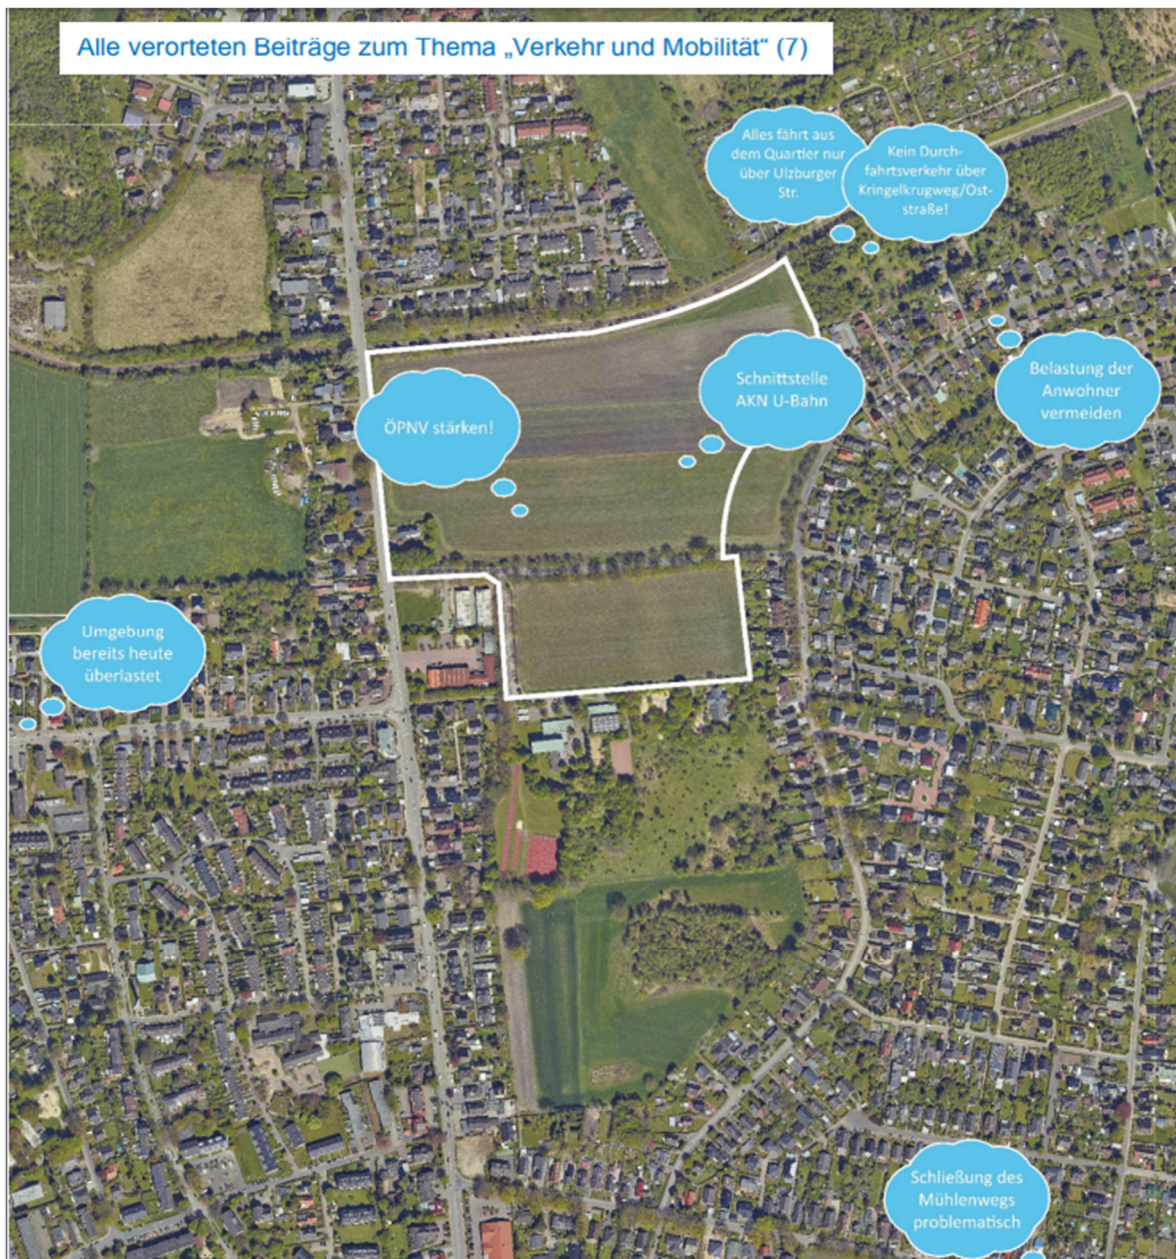 Alle verorteten Beiträge zum Thema „Verkehr und Mobilität“ (7)
Alles fährt aus
dem Quartier nur
über Ulzburger
Str.
Kein Durch-
fahrtsverkehr über
Kringelkrugweg/Ost-
straße!
Schnittstelle
AKN U-Bahn
Belastung der
Anwohner
vermeiden
ÖPNV stärken!
Umgebung
bereits heute
überlastet
Schließung des
Mühlenwegs
problematisch